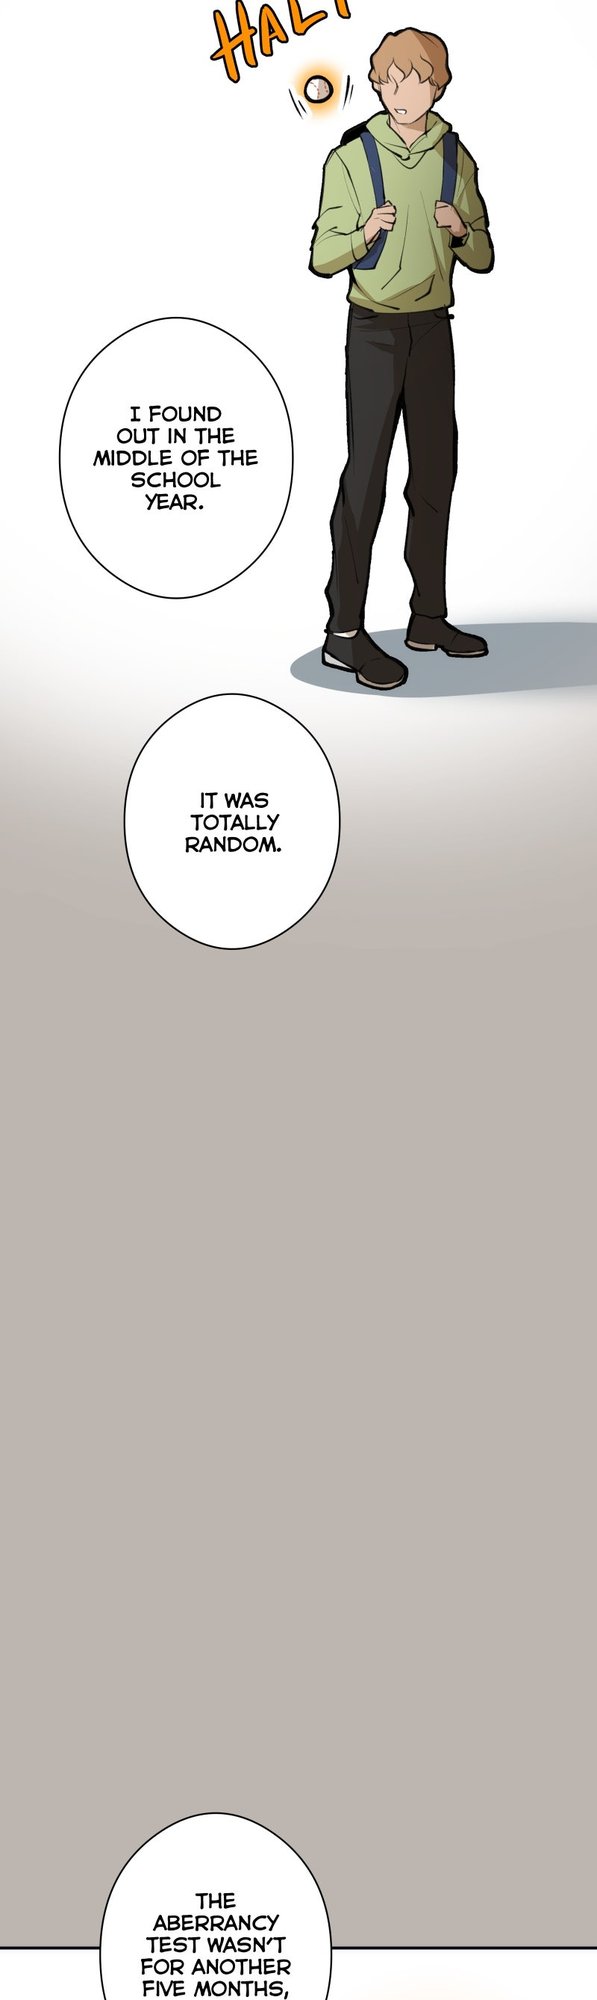 HALT
I FOUND
OUT IN THE
MIDDLE OF THE
SCHOOL
YEAR.
IT WAS
TOTALLY
RANDOM.
THE
ABERRANCY
TEST WASN'T
FOR ANOTHER
FIVE MONTHS,